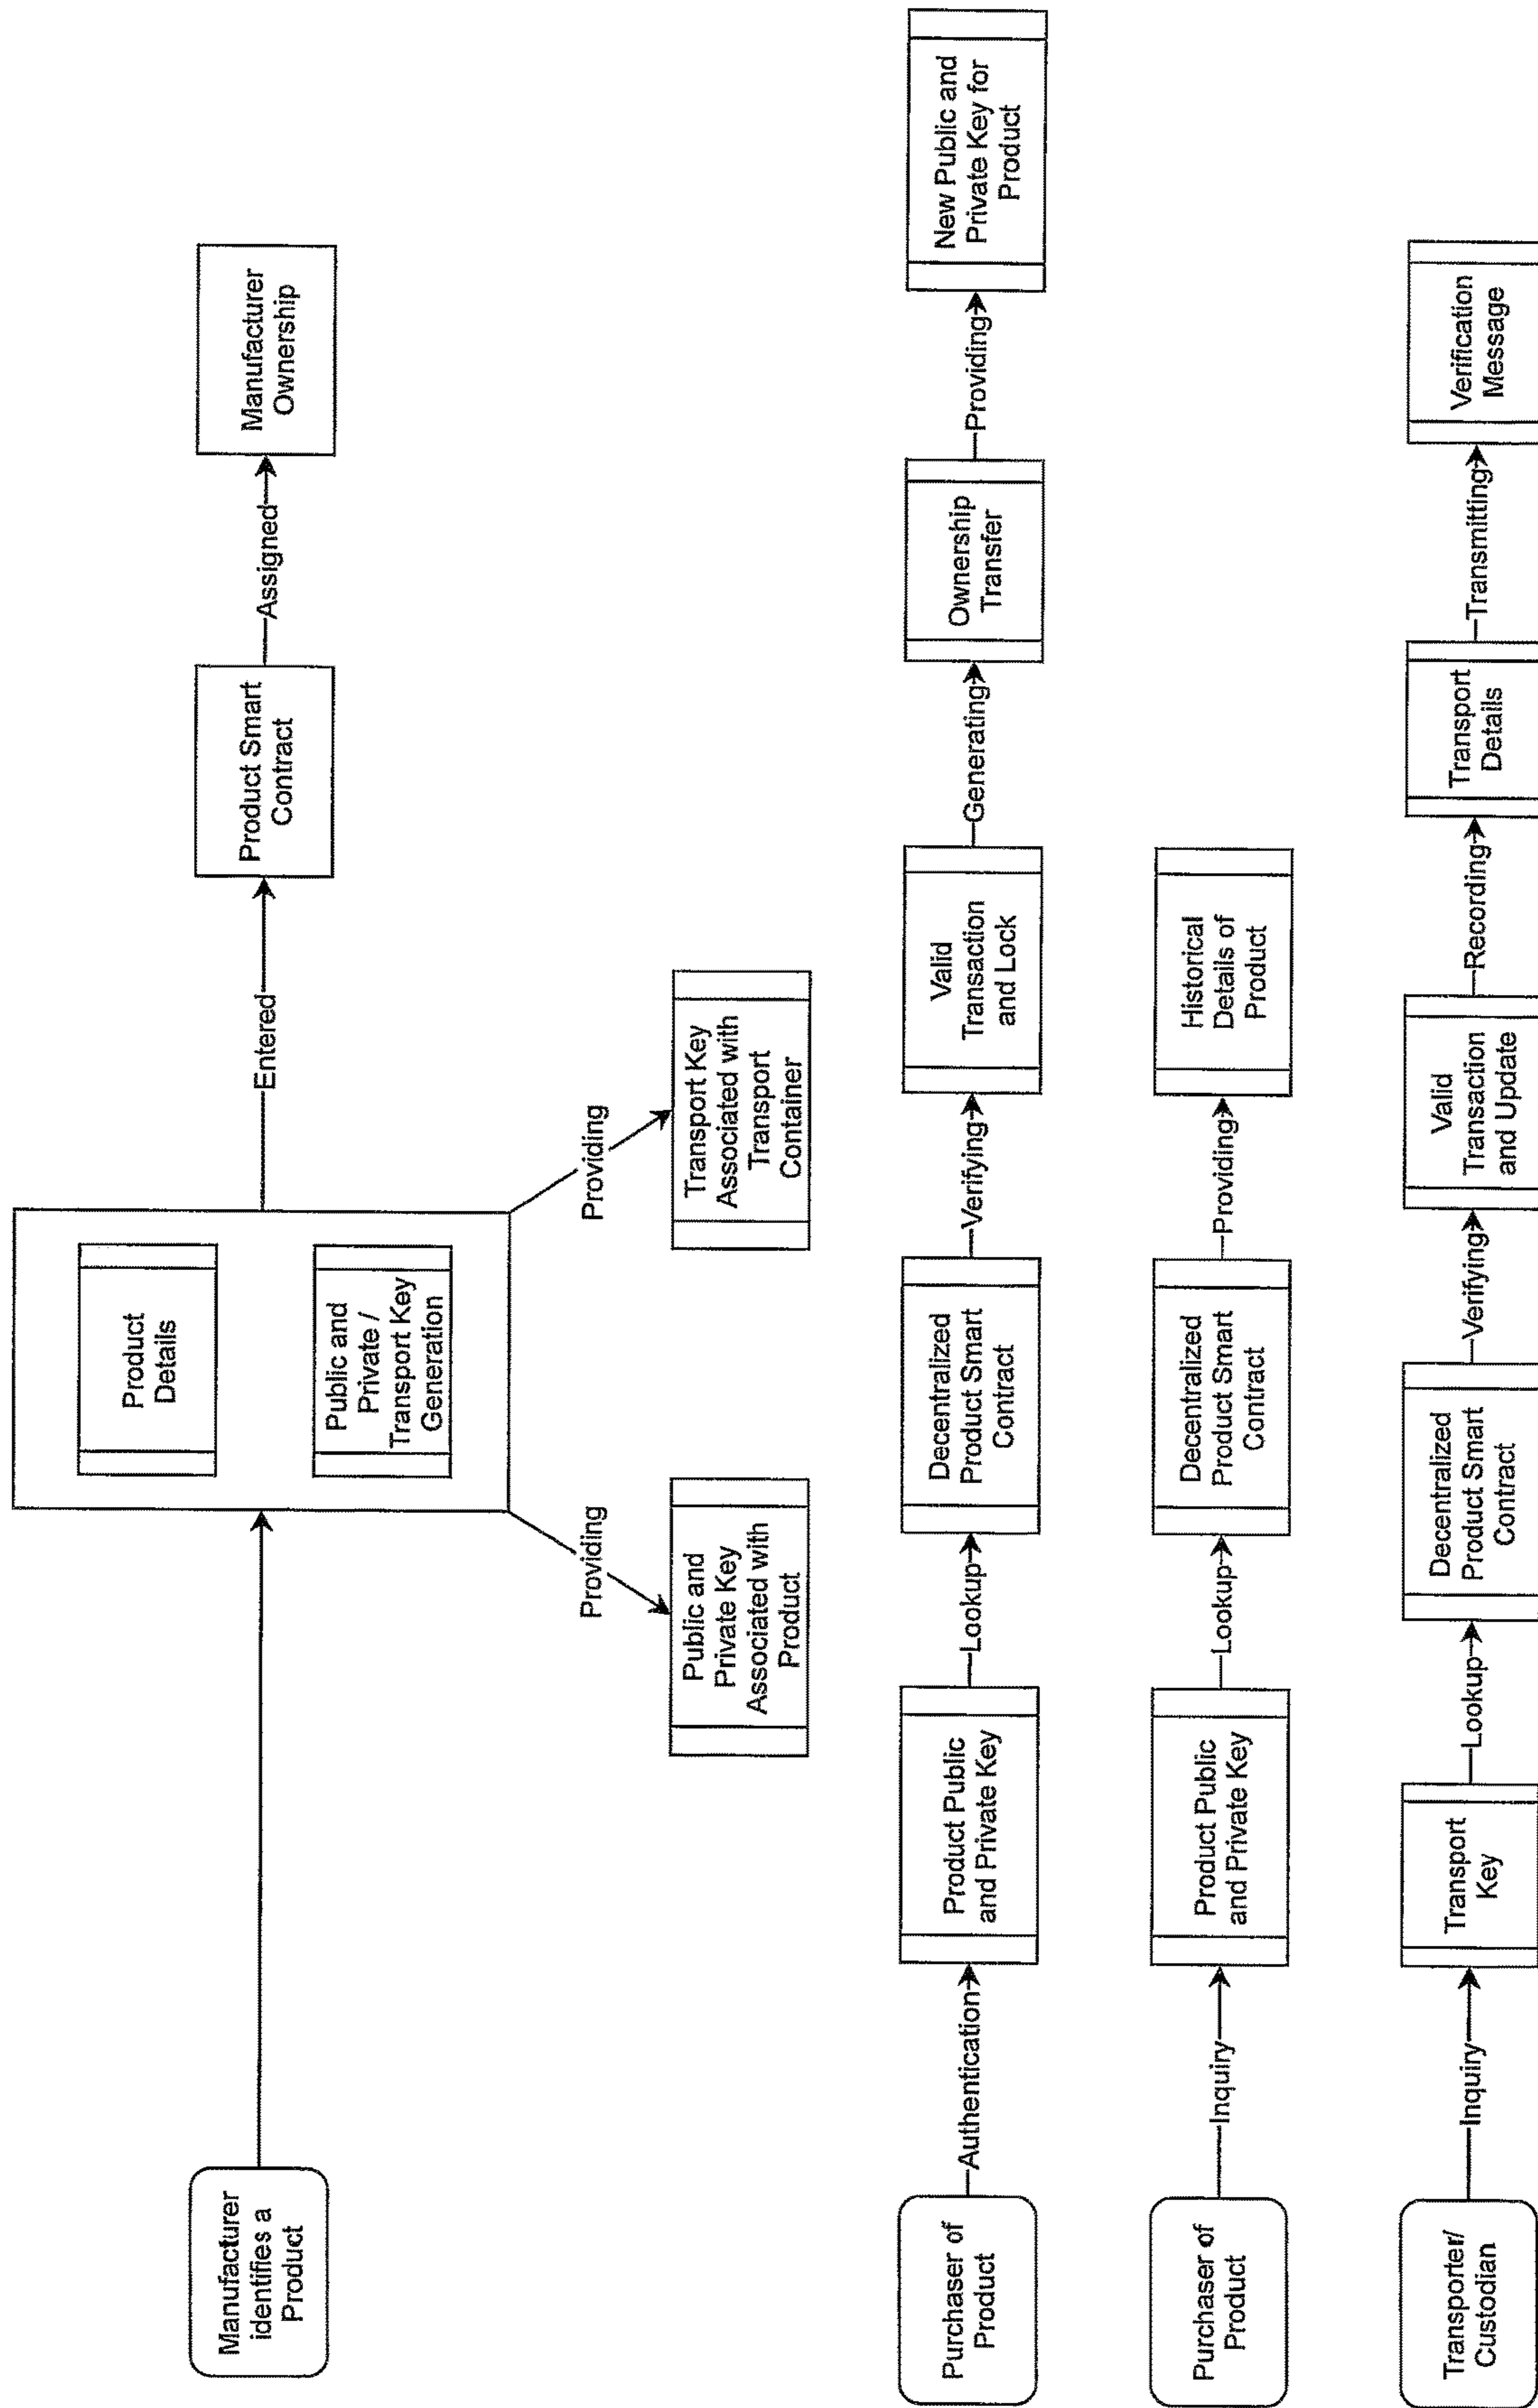 Manufacturer
identifies a
Product
Product
Details
Public and
Private /
Transport Key
Generation
Entered
Product Smart
Contract
Assigned
Manufacturer
Ownership
Providing
Public and
Private Key
Associated with
Product
Providing
Transport Key
Associated with
Transport
Container
Purchaser of
Product
Authentication
Product Public
and Private Key
Lookup
Decentralized
Product Smart
Contract
Verifying
Valid
Transaction
and Lock
Generating
Ownership
Transfer
Providing
New Public and
Private Key for
Product
Purchaser of
Product
Inquiry
Product Public
and Private Key
Lookup
Decentralized
Product Smart
Contract
Providing
Historical
Details of
Product
Transporter/
Custodian
Inquiry
Transport
Key
Lookup
Decentralized
Product Smart
Contract
Verifying
Valid
Transaction
and Update
Recording
Transport
Details
Transmitting
Verification
Message